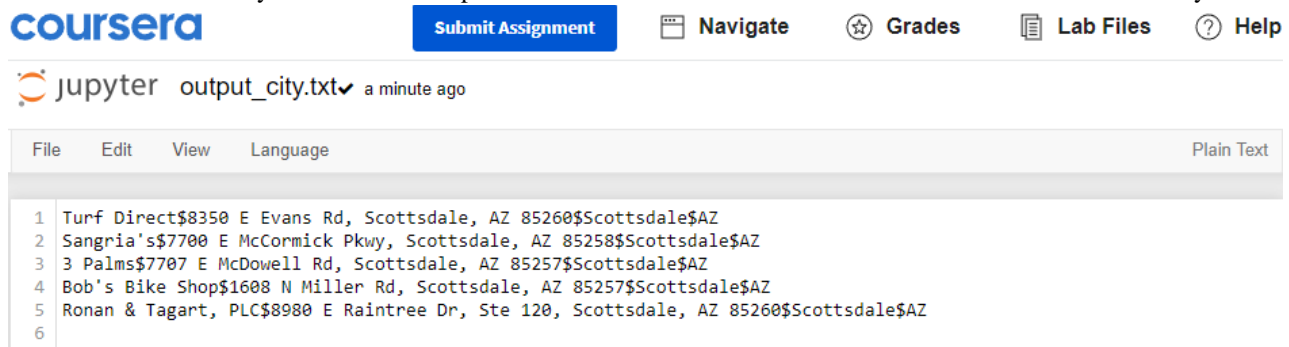 coursera Submit Assignment Navigate Grades Lab Files ? Help
jupyter output_city.txt✔ a minute ago
File Edit View Language Plain Text
1 Turf Direct$8350 E Evans Rd, Scottsdale, AZ 85260$Scottsdale$AZ
2 Sangria's$7700 E McCormick Pkwy, Scottsdale, AZ 85258$Scottsdale$AZ
3 3 Palms$7707 E McDowell Rd, Scottsdale, AZ 85257$Scottsdale$AZ
4 Bob's Bike Shop$1608 N Miller Rd, Scottsdale, AZ 85257$Scottsdale$AZ
5 Ronan & Tagart, PLC$8980 E Raintree Dr, Ste 120, Scottsdale, AZ 85260$Scottsdale$AZ
6